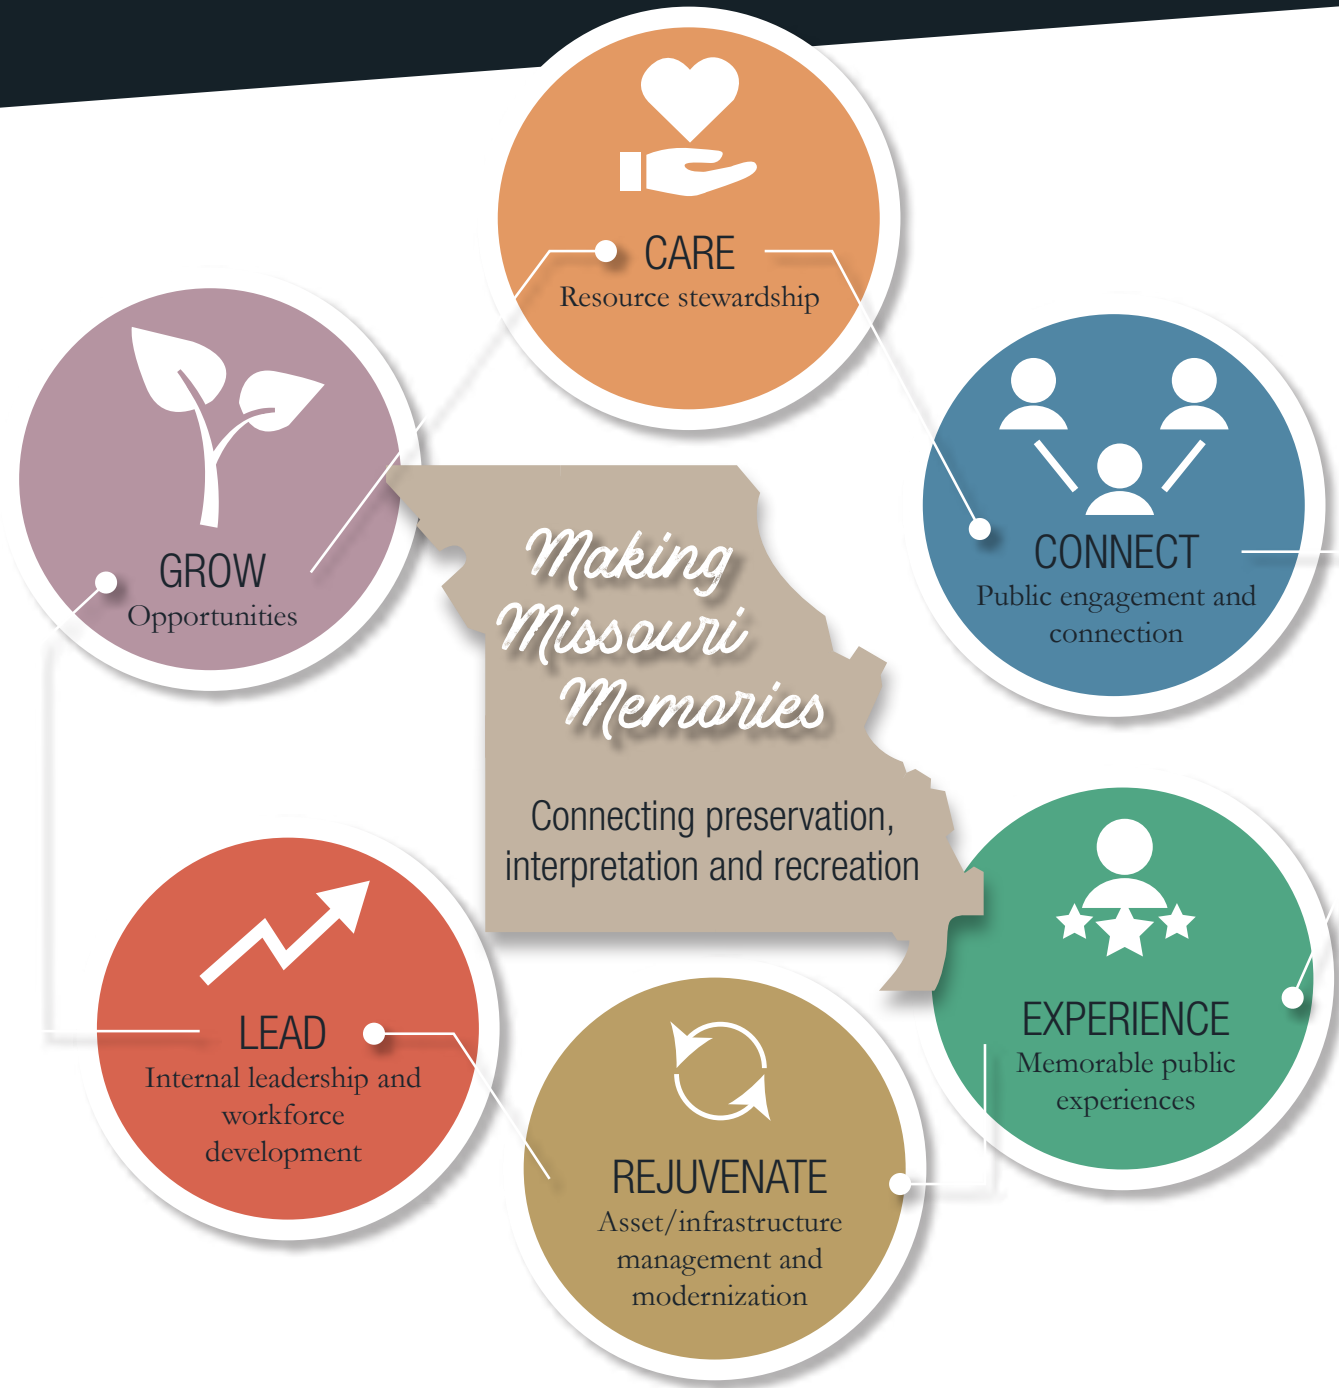 CARE
Resource stewardship
CONNECT
Public engagement and
connection
GROW
Opportunities
Making
Missouri
Memories
Connecting preservation,
interpretation and recreation
EXPERIENCE
Memorable public
experiences
LEAD
Internal leadership and
workforce
development
REJUVENATE
Asset/infrastructure
management and
modernization